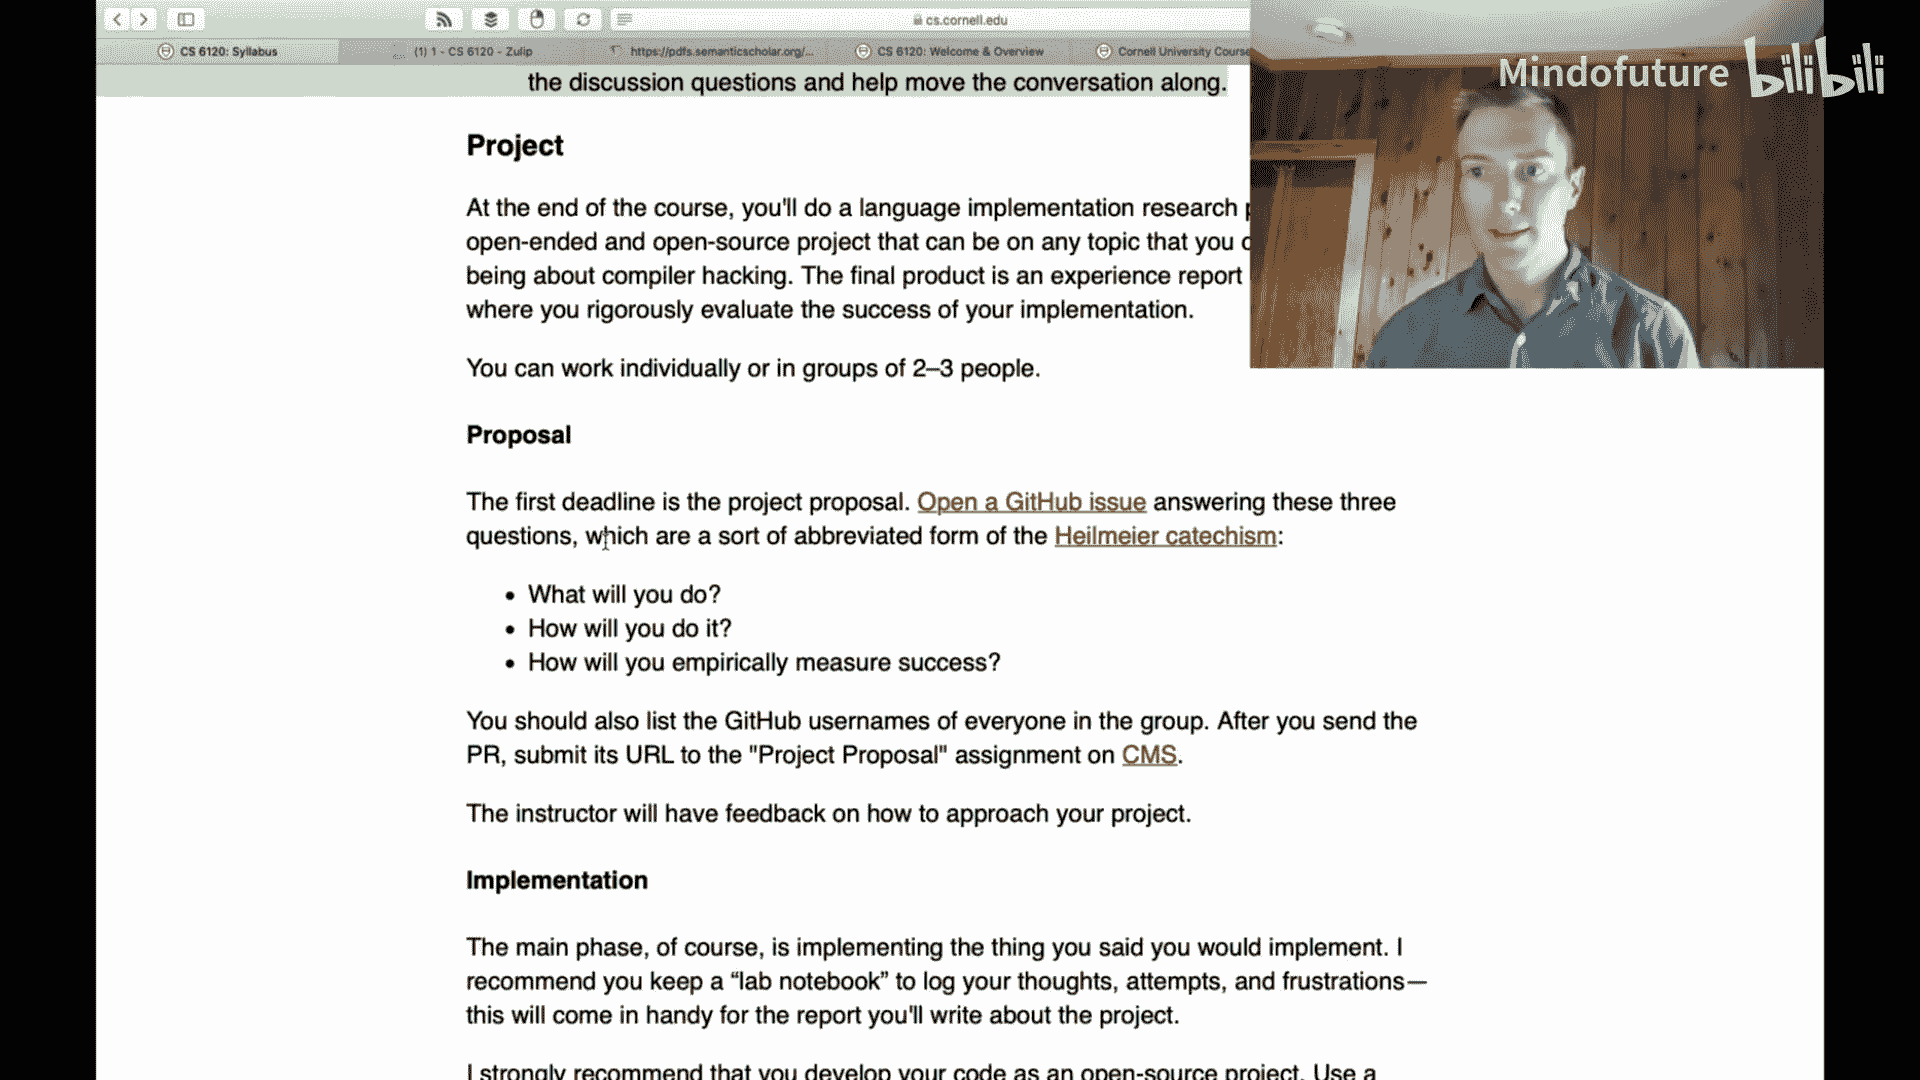 cs.cornell.edu
CS 6120: Syllabus
(1) 1 - CS 6120 - Zulip
https://pdfs.semanticscholar.org/...
CS 6120: Welcome & Overview
Cornell University Course
Mindofuture bilibili
the discussion questions and help move the conversation along.
Project
At the end of the course, you'll do a language implementation research
open-ended and open-source project that can be on any topic that you
being about compiler hacking. The final product is an experience report
where you rigorously evaluate the success of your implementation.
You can work individually or in groups of 2–3 people.
Proposal
The first deadline is the project proposal. Open a GitHub issue answering these three
questions, which are a sort of abbreviated form of the Heilmeier catechism:
• What will you do?
• How will you do it?
• How will you empirically measure success?
You should also list the GitHub usernames of everyone in the group. After you send the
PR, submit its URL to the "Project Proposal" assignment on CMS.
The instructor will have feedback on how to approach your project.
Implementation
The main phase, of course, is implementing the thing you said you would implement. I
recommend you keep a “lab notebook” to log your thoughts, attempts, and frustrations—
this will come in handy for the report you'll write about the project.
I strongly recommend that you develop your code as an open-source project. Use a